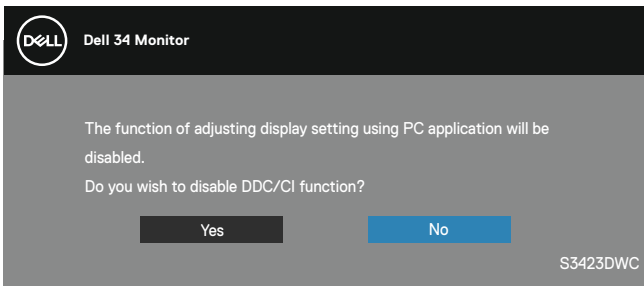 DELL
Dell 34 Monitor
The function of adjusting display setting using PC application will be
disabled.
Do you wish to disable DDC/CI function?
Yes No
S3423DWC